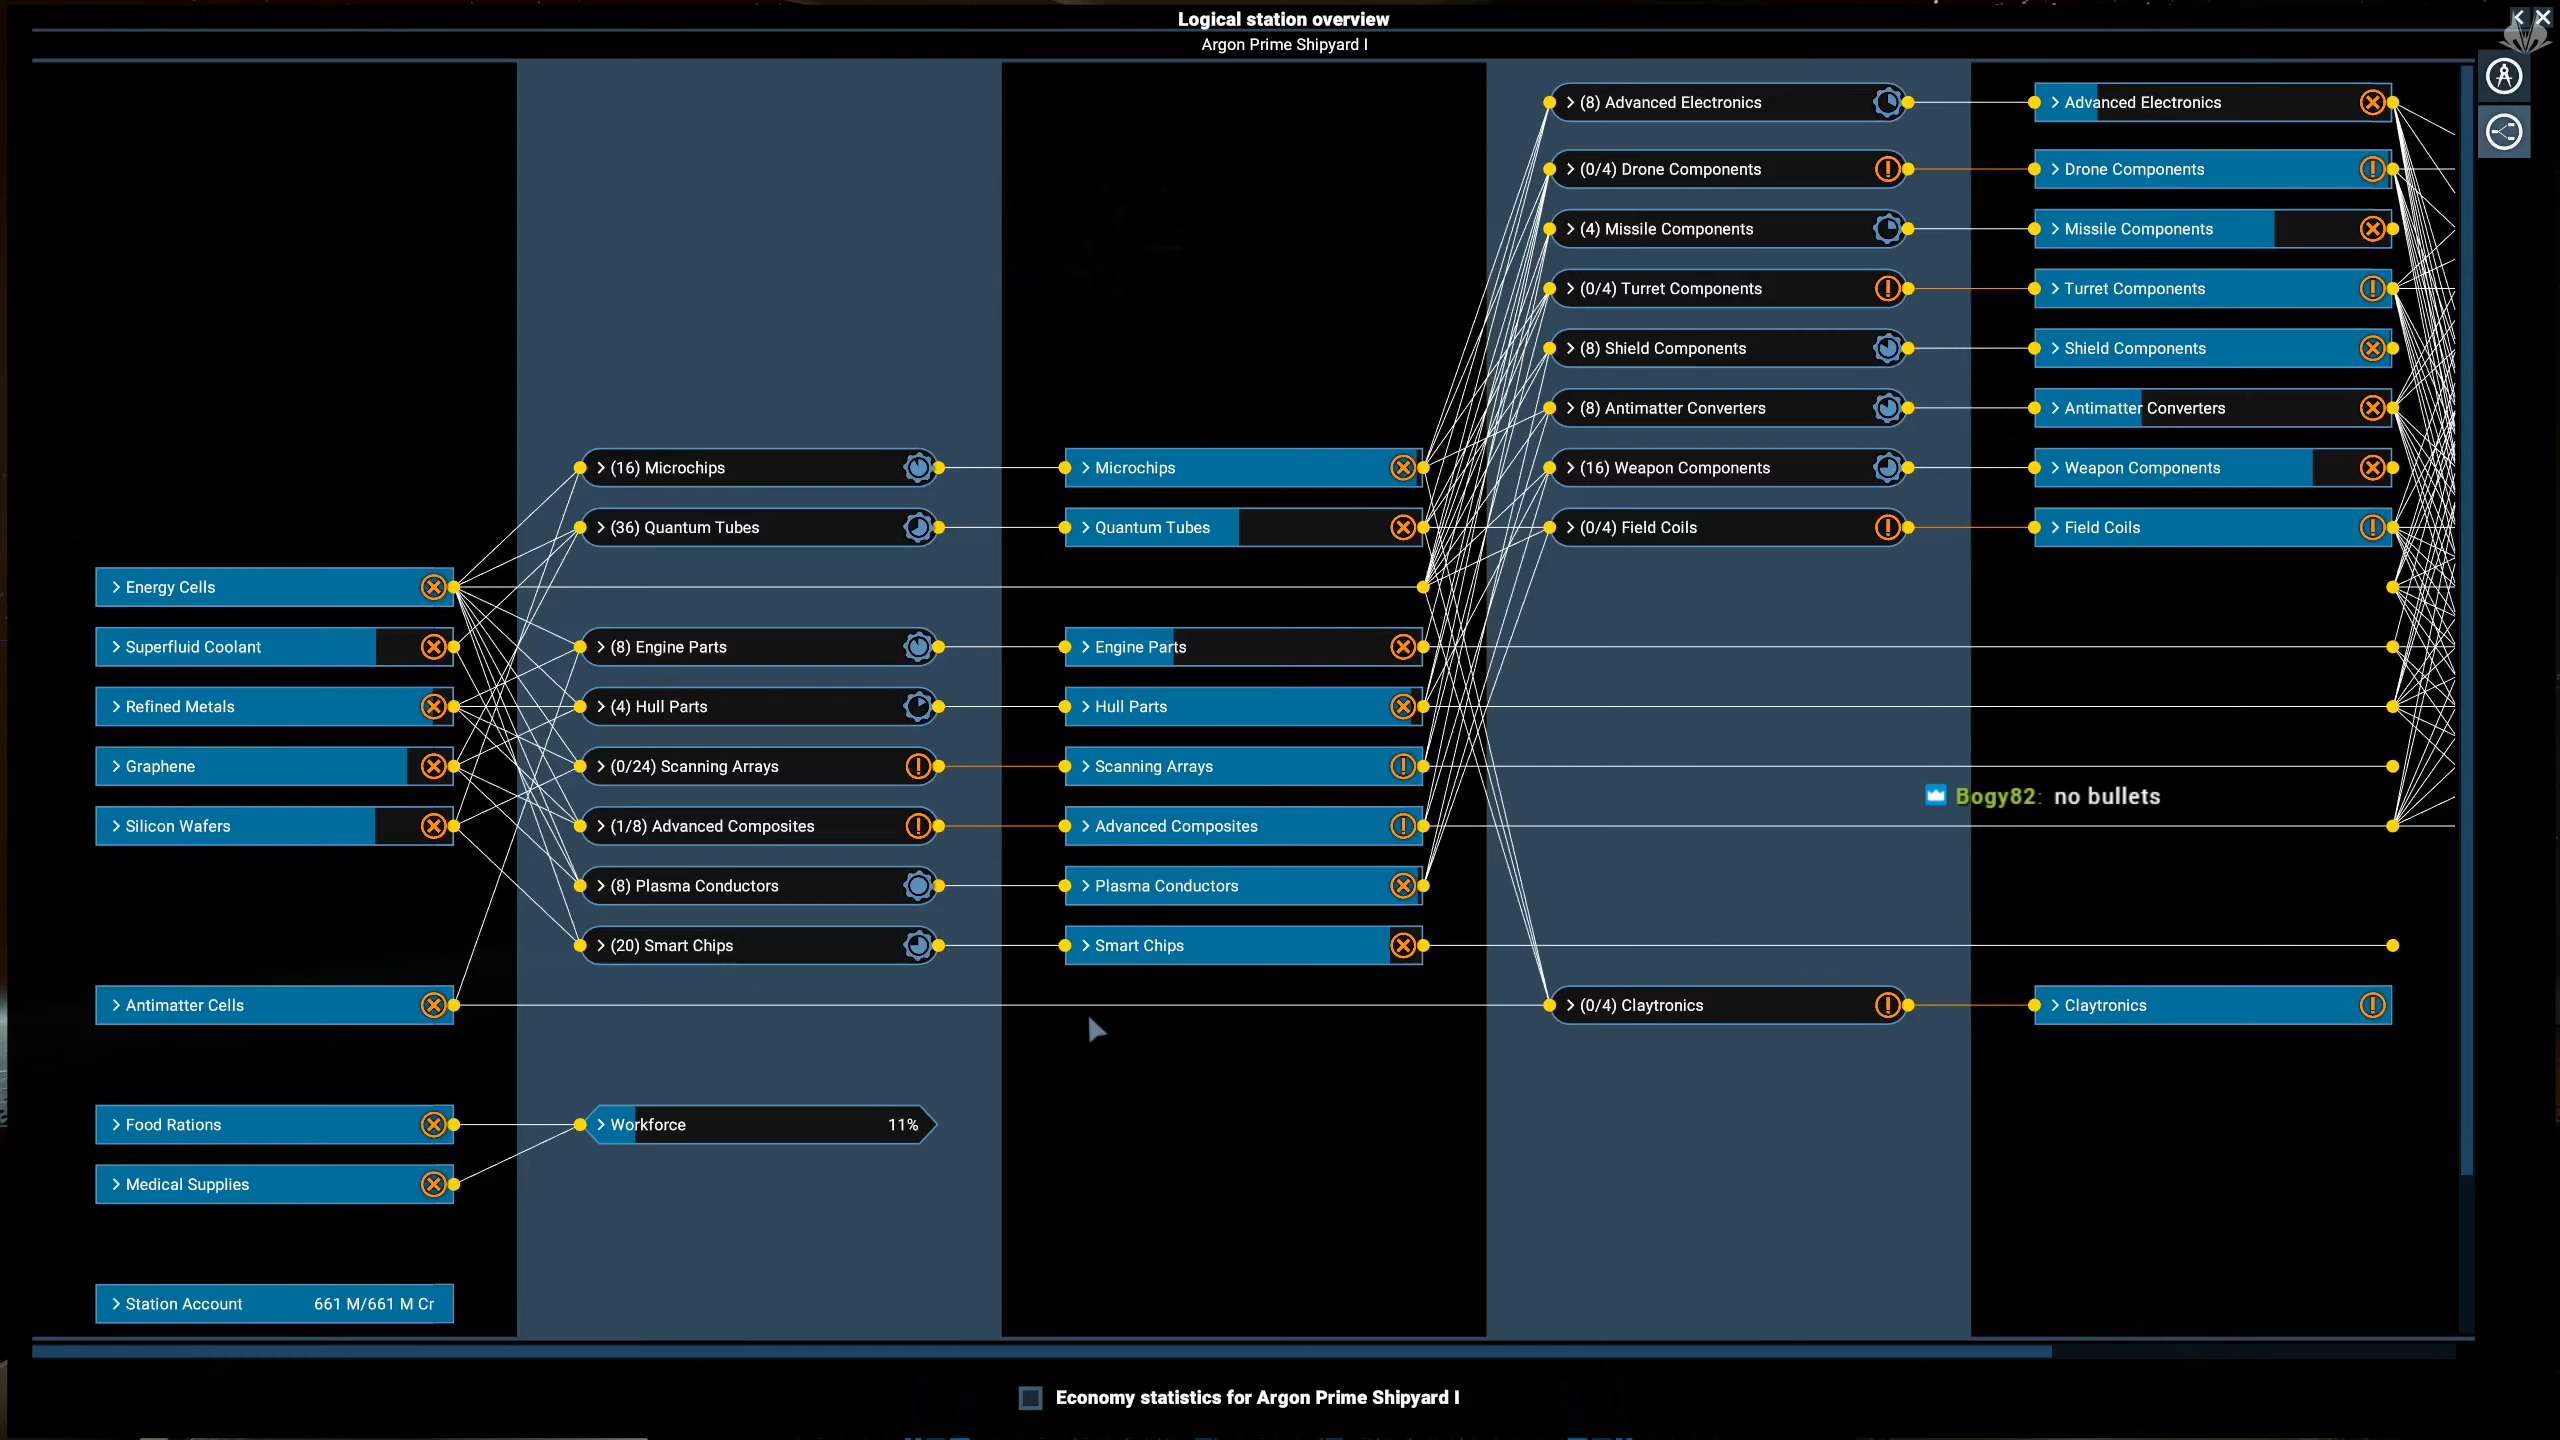 Logical station overview
Argon Prime Shipyard I
Energy Cells
Superfluid Coolant
Refined Metals
Graphene
Silicon Wafers
Antimatter Cells
Food Rations
Medical Supplies
Station Account 661 M/661 M Cr
(16) Microchips
(36) Quantum Tubes
(8) Engine Parts
(4) Hull Parts
(0/24) Scanning Arrays
(1/8) Advanced Composites
(8) Plasma Conductors
(20) Smart Chips
Workforce 11%
Microchips
Quantum Tubes
Engine Parts
Hull Parts
Scanning Arrays
Advanced Composites
Plasma Conductors
Smart Chips
(8) Advanced Electronics
(0/4) Drone Components
(4) Missile Components
(0/4) Turret Components
(8) Shield Components
(8) Antimatter Converters
(16) Weapon Components
(0/4) Field Coils
(0/4) Claytronics
Advanced Electronics
Drone Components
Missile Components
Turret Components
Shield Components
Antimatter Converters
Weapon Components
Field Coils
Claytronics
Bogy82: no bullets
Economy statistics for Argon Prime Shipyard I